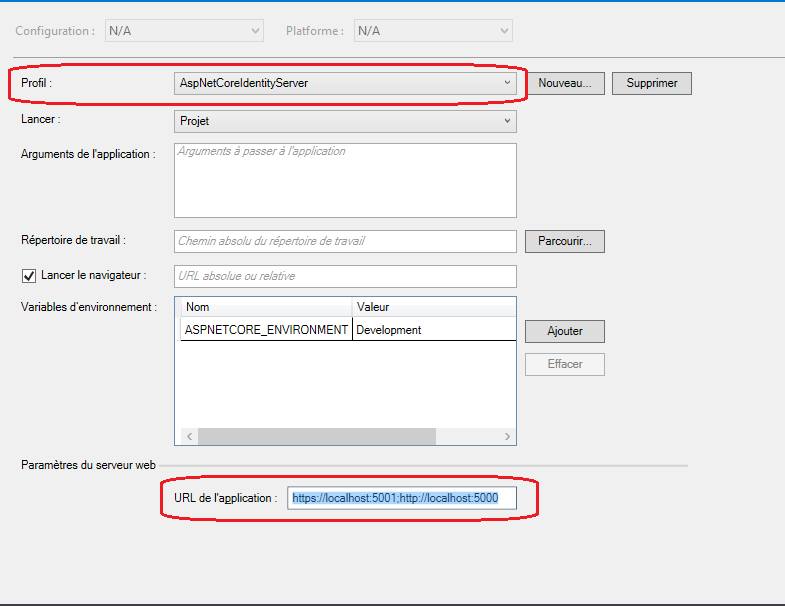 Configuration : N/A Platforme : N/A
Profil : AspNetCoreIdentityServer Nouveau... Supprimer
Lancer : Projet
Arguments de l'application : Arguments à passer à l'application
Répertoire de travail : Chemin absolu du répertoire de travail Parcourir...
Lancer le navigateur : URL absolue ou relative
Variables d'environnement : Nom Valeur
ASPNETCORE_ENVIRONMENT Development Ajouter
Effacer
Paramètres du serveur web
URL de l'application : https://localhost:5001;http://localhost:5000